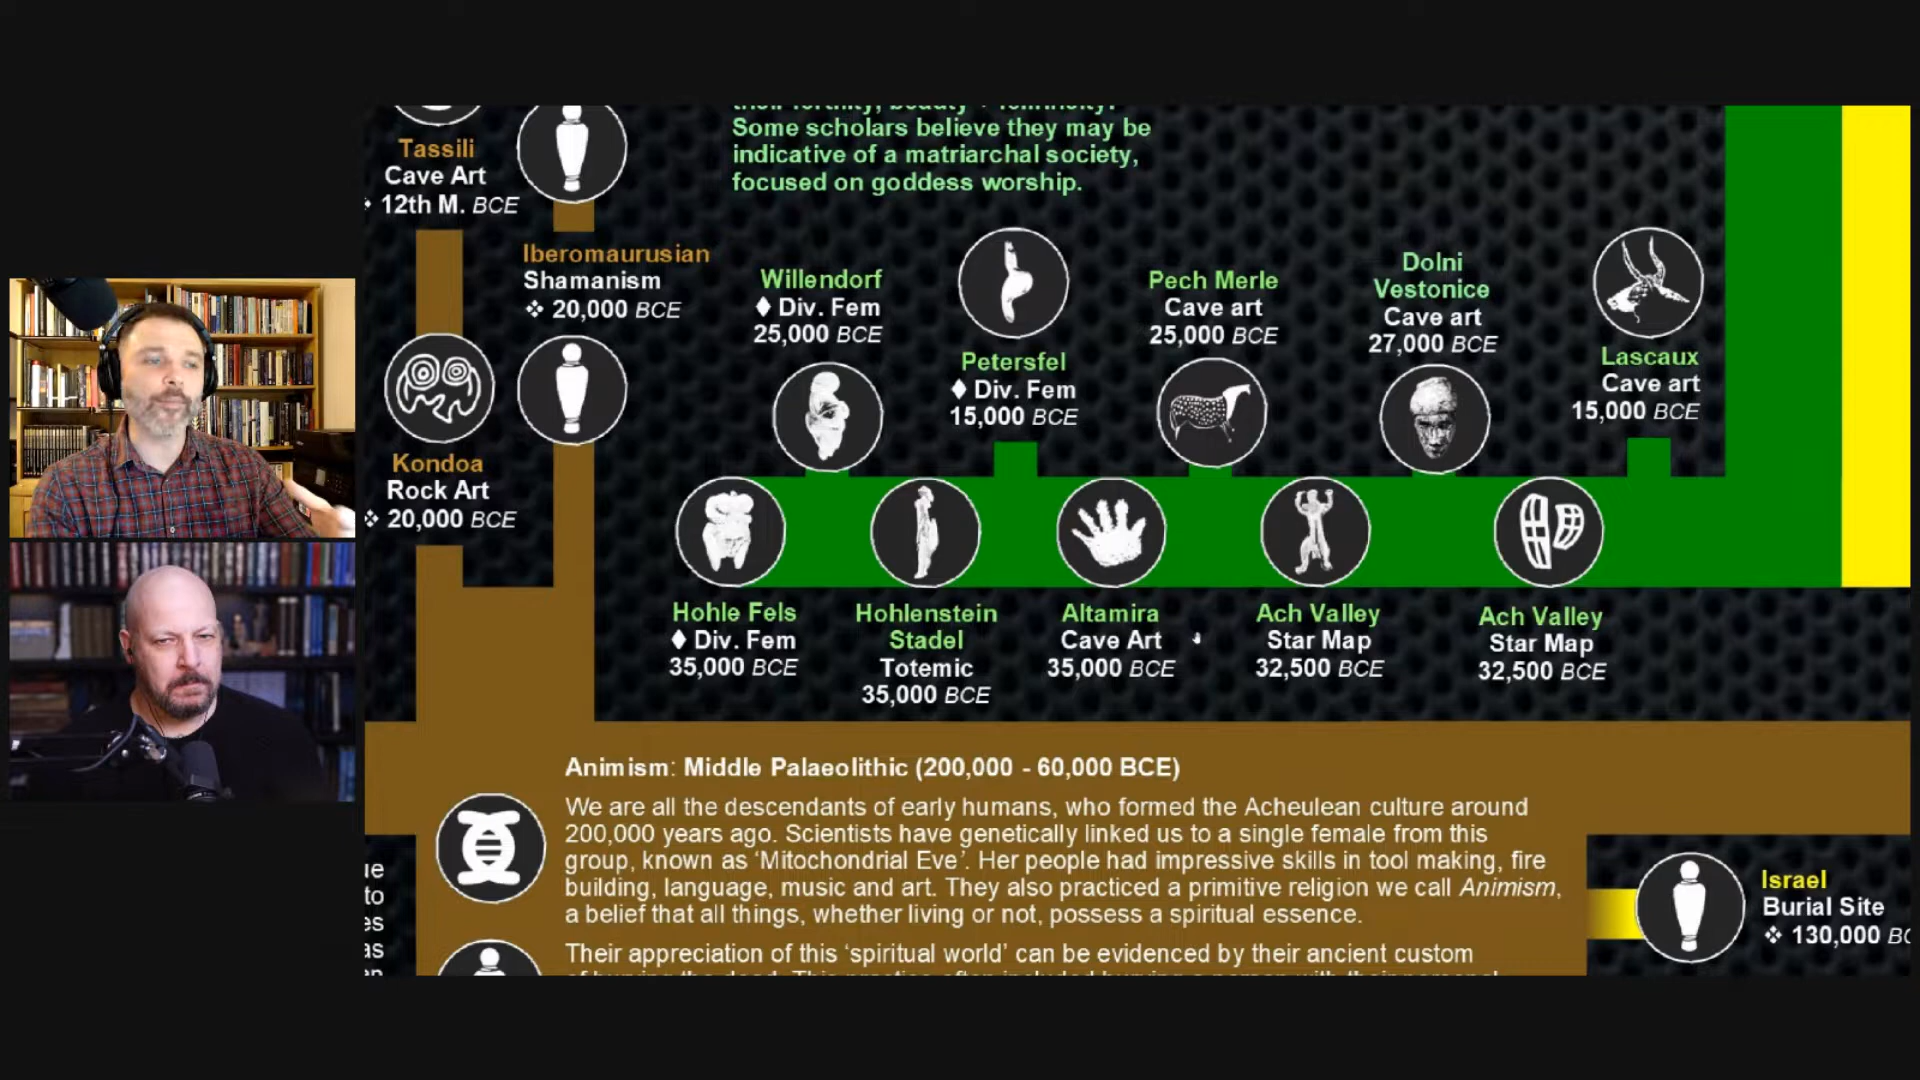 their fertility, beauty + femininity.
Some scholars believe they may be
indicative of a matriarchal society,
focused on goddess worship.
Tassili
Cave Art
12th M. BCE
Iberomaurusian
Shamanism
❖ 20,000 BCE
Kondoa
Rock Art
❖ 20,000 BCE
Willendorf
♦ Div. Fem
25,000 BCE
Petersfel
♦ Div. Fem
15,000 BCE
Pech Merle
Cave art
25,000 BCE
Dolni
Vestonice
Cave art
27,000 BCE
Lascaux
Cave art
15,000 BCE
Hohle Fels
♦ Div. Fem
35,000 BCE
Hohlenstein
Stadel
Totemic
35,000 BCE
Altamira
Cave Art
35,000 BCE
Ach Valley
Star Map
32,500 BCE
Ach Valley
Star Map
32,500 BCE
Animism: Middle Palaeolithic (200,000 - 60,000 BCE)
We are all the descendants of early humans, who formed the Acheulean culture around
200,000 years ago. Scientists have genetically linked us to a single female from this
group, known as ‘Mitochondrial Eve’. Her people had impressive skills in tool making, fire
building, language, music and art. They also practiced a primitive religion we call Animism,
a belief that all things, whether living or not, possess a spiritual essence.
Their appreciation of this ‘spiritual world’ can be evidenced by their ancient custom
to
es
as
Israel
Burial Site
❖ 130,000 BC